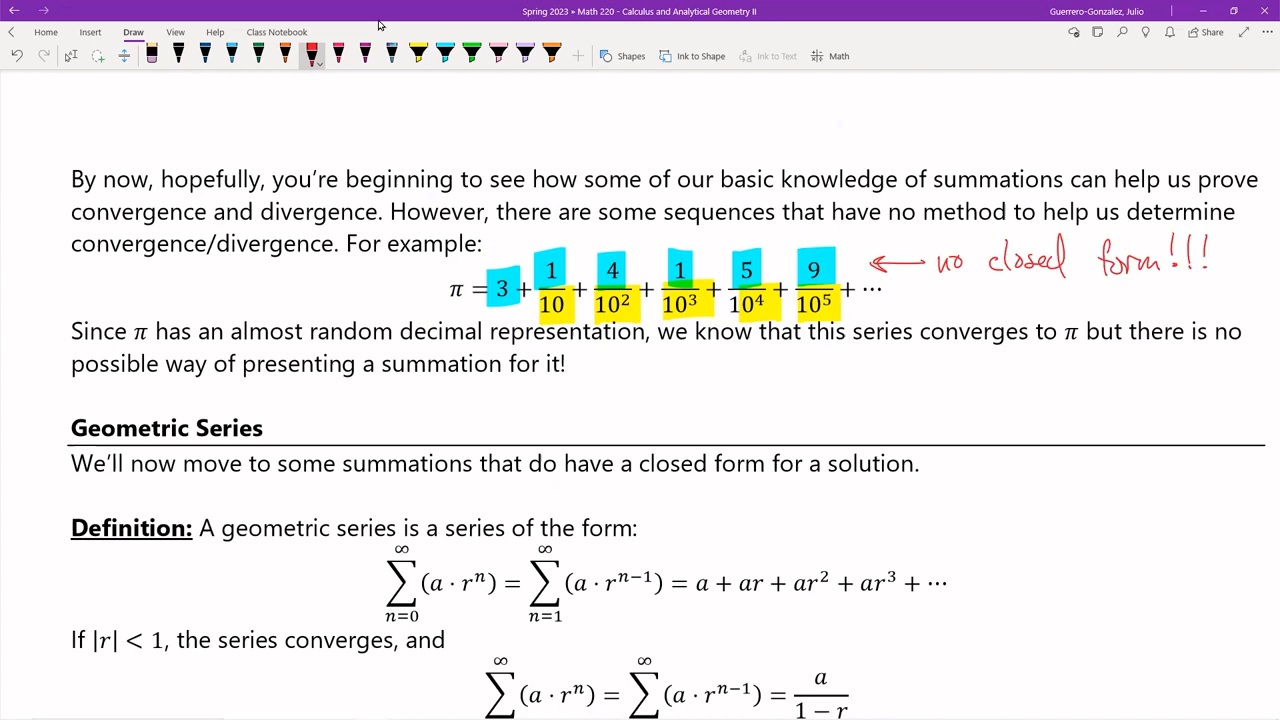 Spring 2023 » Math 220 - Calculus and Analytical Geometry II
Guerrero-Gonzalez, Julio
Home Insert Draw View Help Class Notebook
Share
Shapes Ink to Shape Ink to Text Math
By now, hopefully, you're beginning to see how some of our basic knowledge of summations can help us prove
convergence and divergence. However, there are some sequences that have no method to help us determine
convergence/divergence. For example:
π = 3 + 1/10 + 4/10² + 1/10³ + 5/10⁴ + 9/10⁵ + ⋯
no closed form!!!
Since π has an almost random decimal representation, we know that this series converges to π but there is no
possible way of presenting a summation for it!
Geometric Series
We'll now move to some summations that do have a closed form for a solution.
Definition: A geometric series is a series of the form:
∑_{n=0}^{∞} (a · rⁿ) = ∑_{n=1}^{∞} (a · rⁿ⁻¹) = a + ar + ar² + ar³ + ⋯
If |r| < 1, the series converges, and
∑^{∞} (a · rⁿ) = ∑^{∞} (a · rⁿ⁻¹) = a/(1 − r)